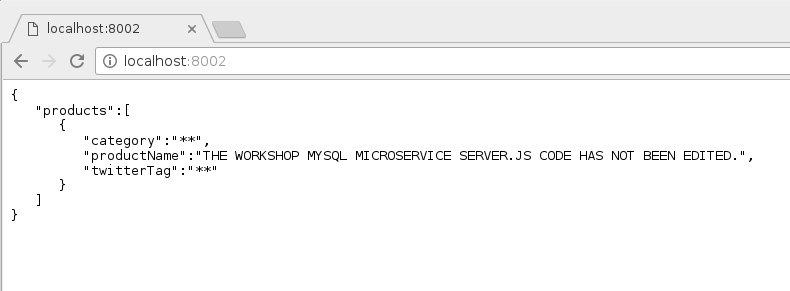 localhost:8002
localhost:8002
{
"products":[
{
"category":"**",
"productName":"THE WORKSHOP MYSQL MICROSERVICE SERVER.JS CODE HAS NOT BEEN EDITED.",
"twitterTag":"**"
}
]
}